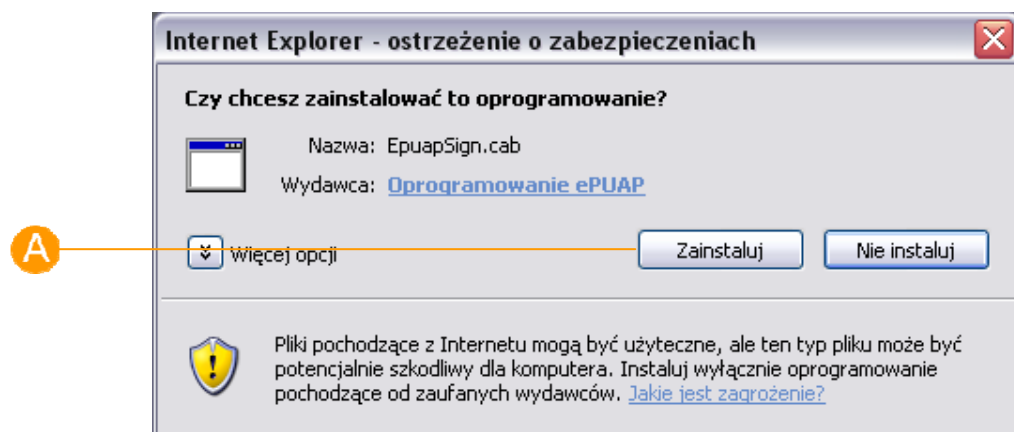 Internet Explorer - ostrzeżenie o zabezpieczeniach
Czy chcesz zainstalować to oprogramowanie?
Nazwa: EpuapSign.cab
Wydawca: Oprogramowanie ePUAP
A
Więcej opcji Zainstaluj Nie instaluj
Pliki pochodzące z Internetu mogą być użyteczne, ale ten typ pliku może być
potencjalnie szkodliwy dla komputera. Instaluj wyłącznie oprogramowanie
pochodzące od zaufanych wydawców. Jakie jest zagrożenie?